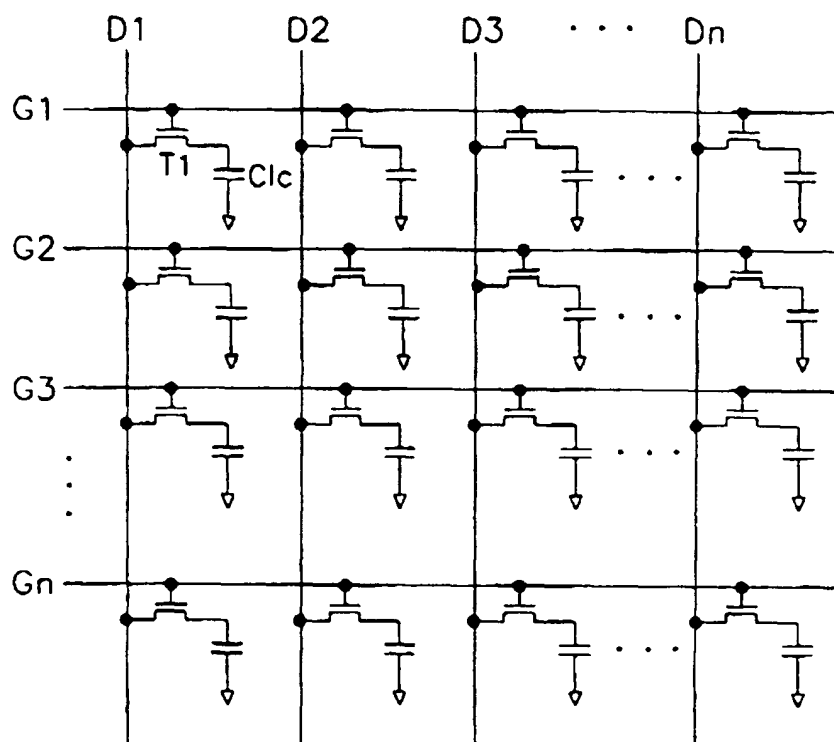 D1 D2 D3 . . . Dn
G1
T1 Clc
. . .
G2
. . .
G3
. . .
. . .
Gn
. . .